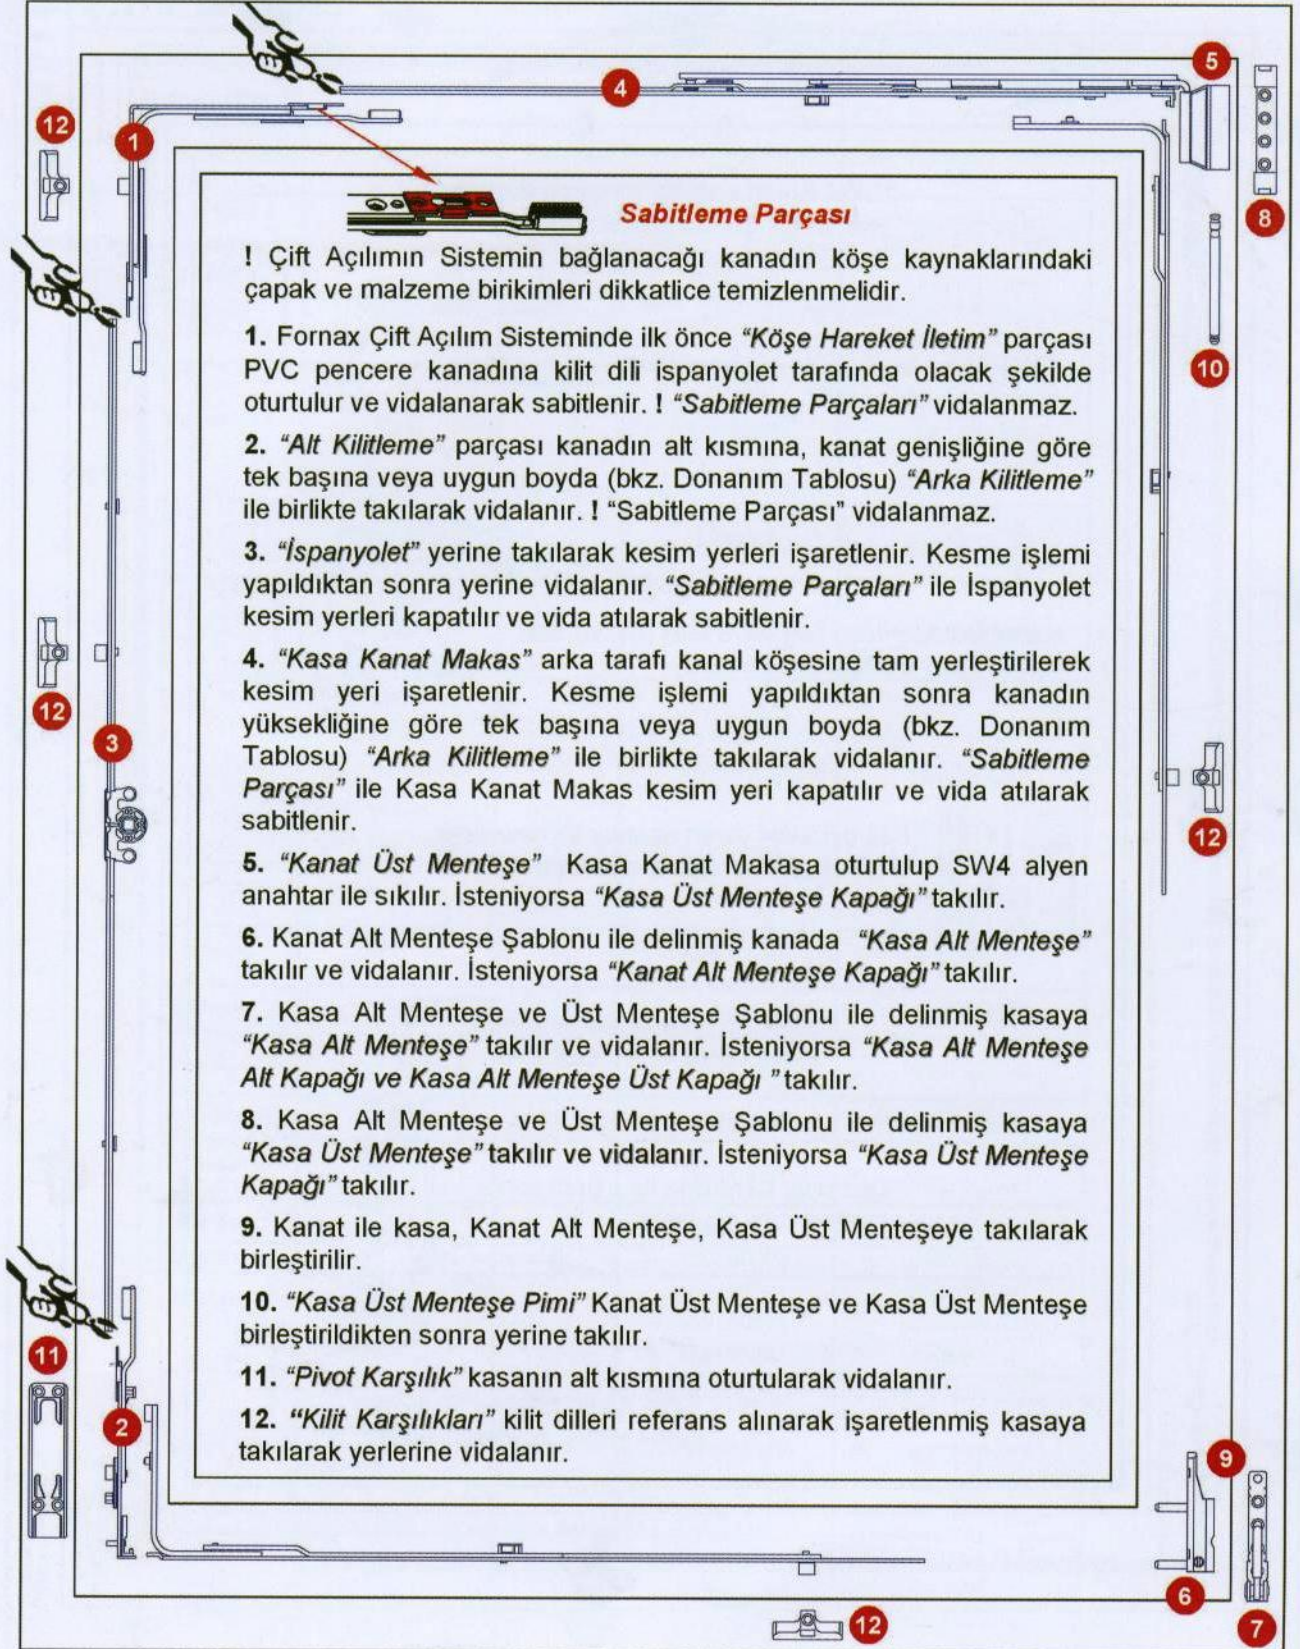 5
4
12
1
8
Sabitleme Parçası
! Çift Açılımın Sistemin bağlanacağı kanadın köşe kaynaklarındaki
çapak ve malzeme birikimleri dikkatlice temizlenmelidir.
1. Fornax Çift Açılım Sisteminde ilk önce “Köşe Hareket İletim” parçası
PVC pencere kanadına kilit dili ispanyolet tarafında olacak şekilde
oturtulur ve vidalanarak sabitlenir. ! “Sabitleme Parçaları” vidalanmaz.
10
2. “Alt Kilitleme” parçası kanadın alt kısmına, kanat genişliğine göre
tek başına veya uygun boyda (bkz. Donanım Tablosu) “Arka Kilitleme”
ile birlikte takılarak vidalanır. ! “Sabitleme Parçası” vidalanmaz.
3. “İspanyolet” yerine takılarak kesim yerleri işaretlenir. Kesme işlemi
yapıldıktan sonra yerine vidalanır. “Sabitleme Parçaları” ile İspanyolet
kesim yerleri kapatılır ve vida atılarak sabitlenir.
4. “Kasa Kanat Makas” arka tarafı kanal köşesine tam yerleştirilerek
kesim yeri işaretlenir. Kesme işlemi yapıldıktan sonra kanadın
yüksekliğine göre tek başına veya uygun boyda (bkz. Donanım
Tablosu) “Arka Kilitleme” ile birlikte takılarak vidalanır. “Sabitleme
Parçası” ile Kasa Kanat Makas kesim yeri kapatılır ve vida atılarak
sabitlenir.
12
3
12
5. “Kanat Üst Menteşe” Kasa Kanat Makasa oturtulup SW4 alyen
anahtar ile sıkılır. İsteniyorsa “Kasa Üst Menteşe Kapağı” takılır.
6. Kanat Alt Menteşe Şablonu ile delinmiş kanada “Kasa Alt Menteşe”
takılır ve vidalanır. İsteniyorsa “Kanat Alt Menteşe Kapağı” takılır.
7. Kasa Alt Menteşe ve Üst Menteşe Şablonu ile delinmiş kasaya
“Kasa Alt Menteşe” takılır ve vidalanır. İsteniyorsa “Kasa Alt Menteşe
Alt Kapağı ve Kasa Alt Menteşe Üst Kapağı ” takılır.
8. Kasa Alt Menteşe ve Üst Menteşe Şablonu ile delinmiş kasaya
“Kasa Üst Menteşe” takılır ve vidalanır. İsteniyorsa “Kasa Üst Menteşe
Kapağı” takılır.
9. Kanat ile kasa, Kanat Alt Menteşe, Kasa Üst Menteşeye takılarak
birleştirilir.
10. “Kasa Üst Menteşe Pimi” Kanat Üst Menteşe ve Kasa Üst Menteşe
birleştirildikten sonra yerine takılır.
11. “Pivot Karşılık” kasanın alt kısmına oturtularak vidalanır.
12. “Kilit Karşılıkları” kilit dilleri referans alınarak işaretlenmiş kasaya
takılarak yerlerine vidalanır.
11
2
9
6
12
7